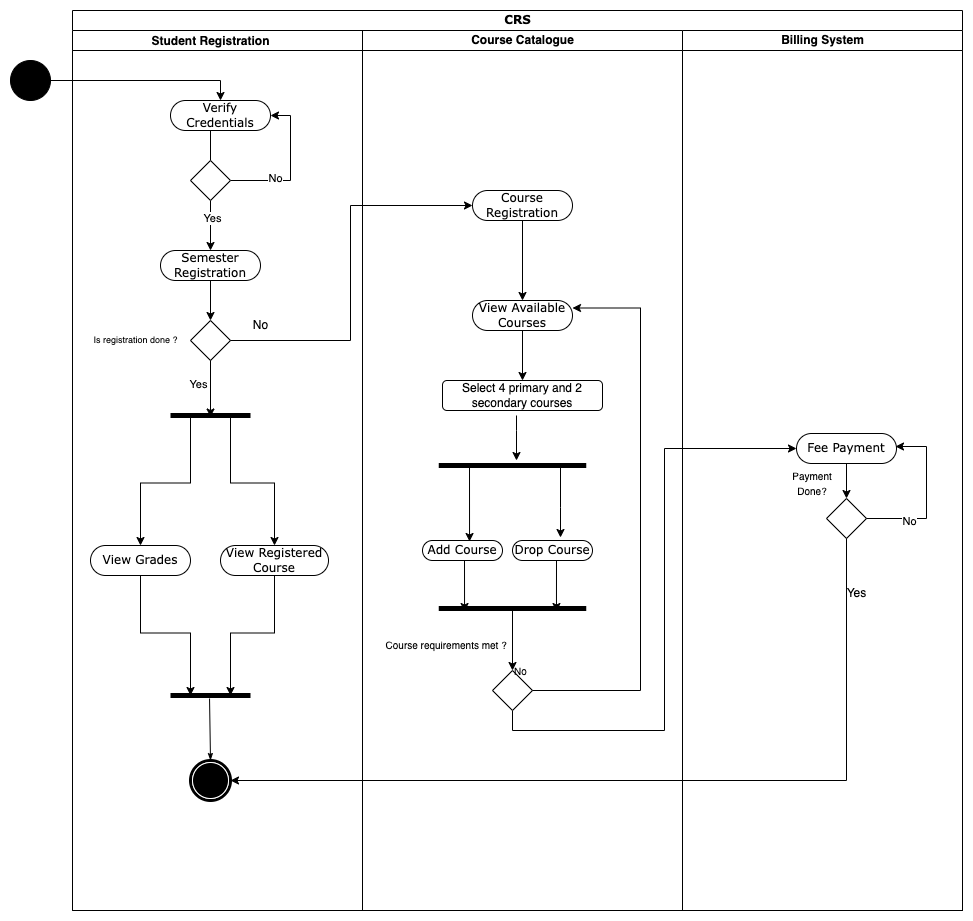 CRS
Student Registration
Course Catalogue
Billing System
Verify
Credentials
No
Yes
Semester
Registration
Is registration done ?
No
Yes
View Grades
View Registered
Course
Course
Registration
View Available
Courses
Select 4 primary and 2
secondary courses
Add Course
Drop Course
Course requirements met ?
No
Fee Payment
Payment
Done?
No
Yes